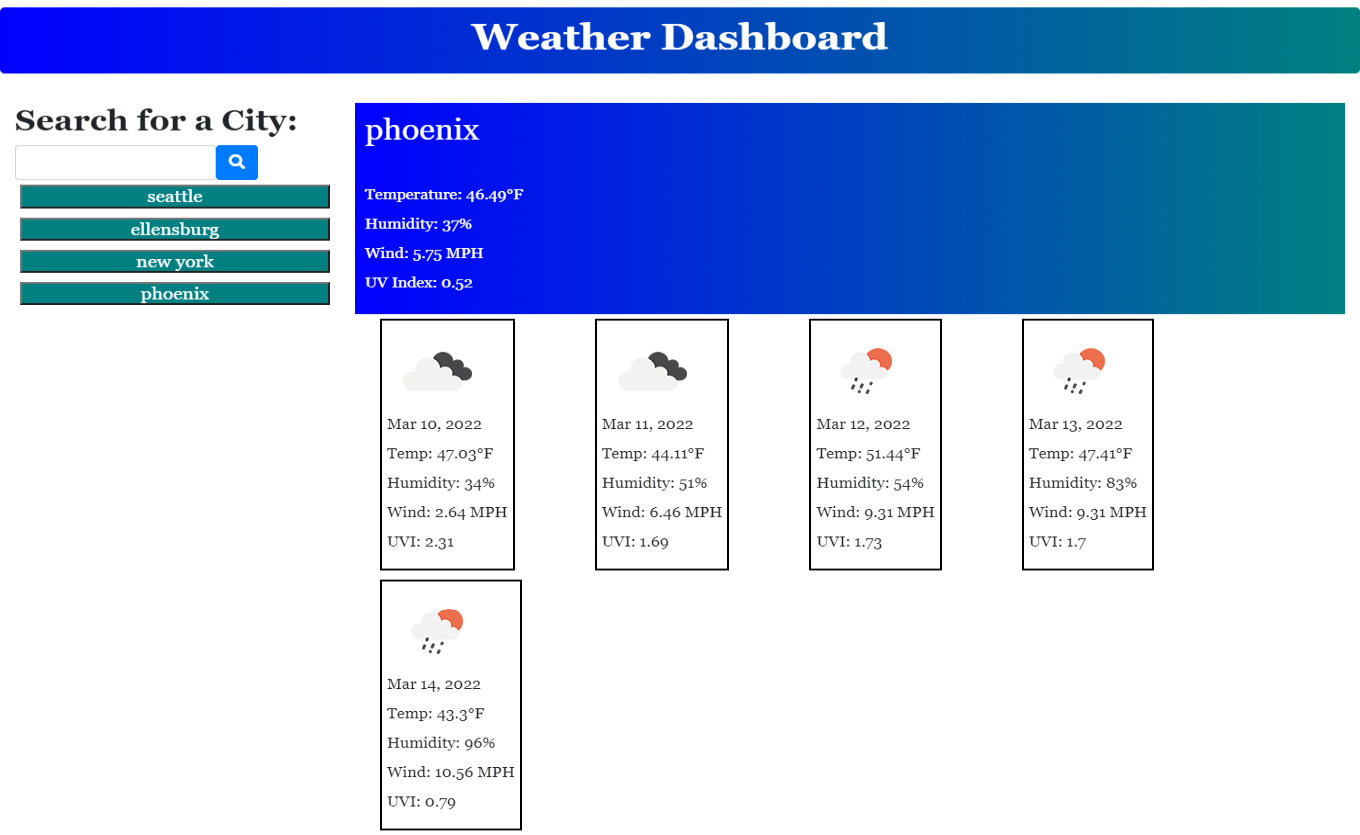 Weather Dashboard
Search for a City:
seattle
ellensburg
new york
phoenix
phoenix
Temperature: 46.49°F
Humidity: 37%
Wind: 5.75 MPH
UV Index: 0.52
Mar 10, 2022
Temp: 47.03°F
Humidity: 34%
Wind: 2.64 MPH
UVI: 2.31
Mar 11, 2022
Temp: 44.11°F
Humidity: 51%
Wind: 6.46 MPH
UVI: 1.69
Mar 12, 2022
Temp: 51.44°F
Humidity: 54%
Wind: 9.31 MPH
UVI: 1.73
Mar 13, 2022
Temp: 47.41°F
Humidity: 83%
Wind: 9.31 MPH
UVI: 1.7
Mar 14, 2022
Temp: 43.3°F
Humidity: 96%
Wind: 10.56 MPH
UVI: 0.79